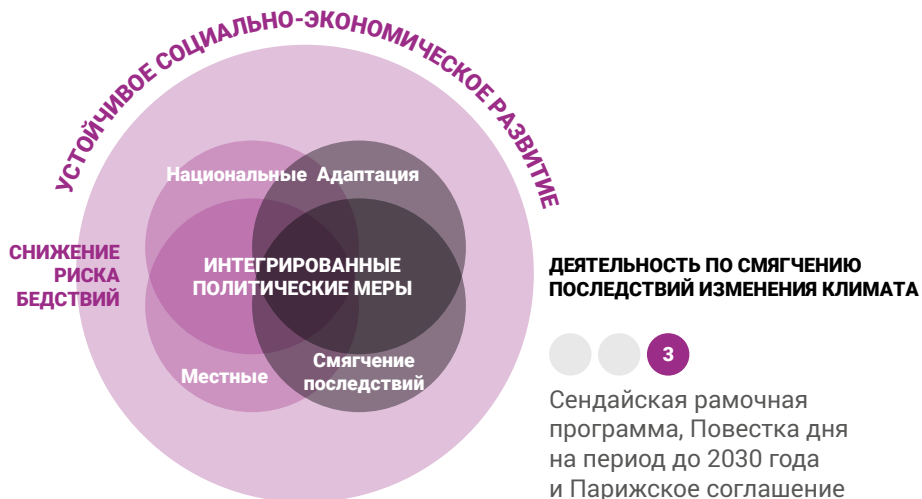 УСТОЙЧИВОЕ СОЦИАЛЬНО-ЭКОНОМИЧЕСКОЕ РАЗВИТИЕ
Национальные
Адаптация
СНИЖЕНИЕ
РИСКА
БЕДСТВИЙ
ИНТЕГРИРОВАННЫЕ
ПОЛИТИЧЕСКИЕ МЕРЫ
Местные
Смягчение
последствий
ДЕЯТЕЛЬНОСТЬ ПО СМЯГЧЕНИЮ
ПОСЛЕДСТВИЙ ИЗМЕНЕНИЯ КЛИМАТА
3
Сендайская рамочная
программа, Повестка дня
на период до 2030 года
и Парижское соглашение